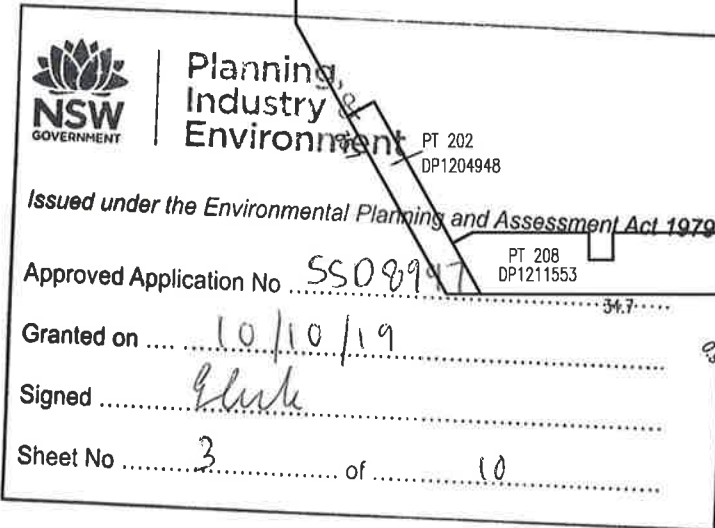 NSW
GOVERNMENT
Planning,
Industry
Environment
PT 202
DP1204948
Issued under the Environmental Planning and Assessment Act 1979
PT 208
DP1211553
Approved Application No SSD8997
34.7
Granted on 10/10/19
Signed
Sheet No 3 of 10